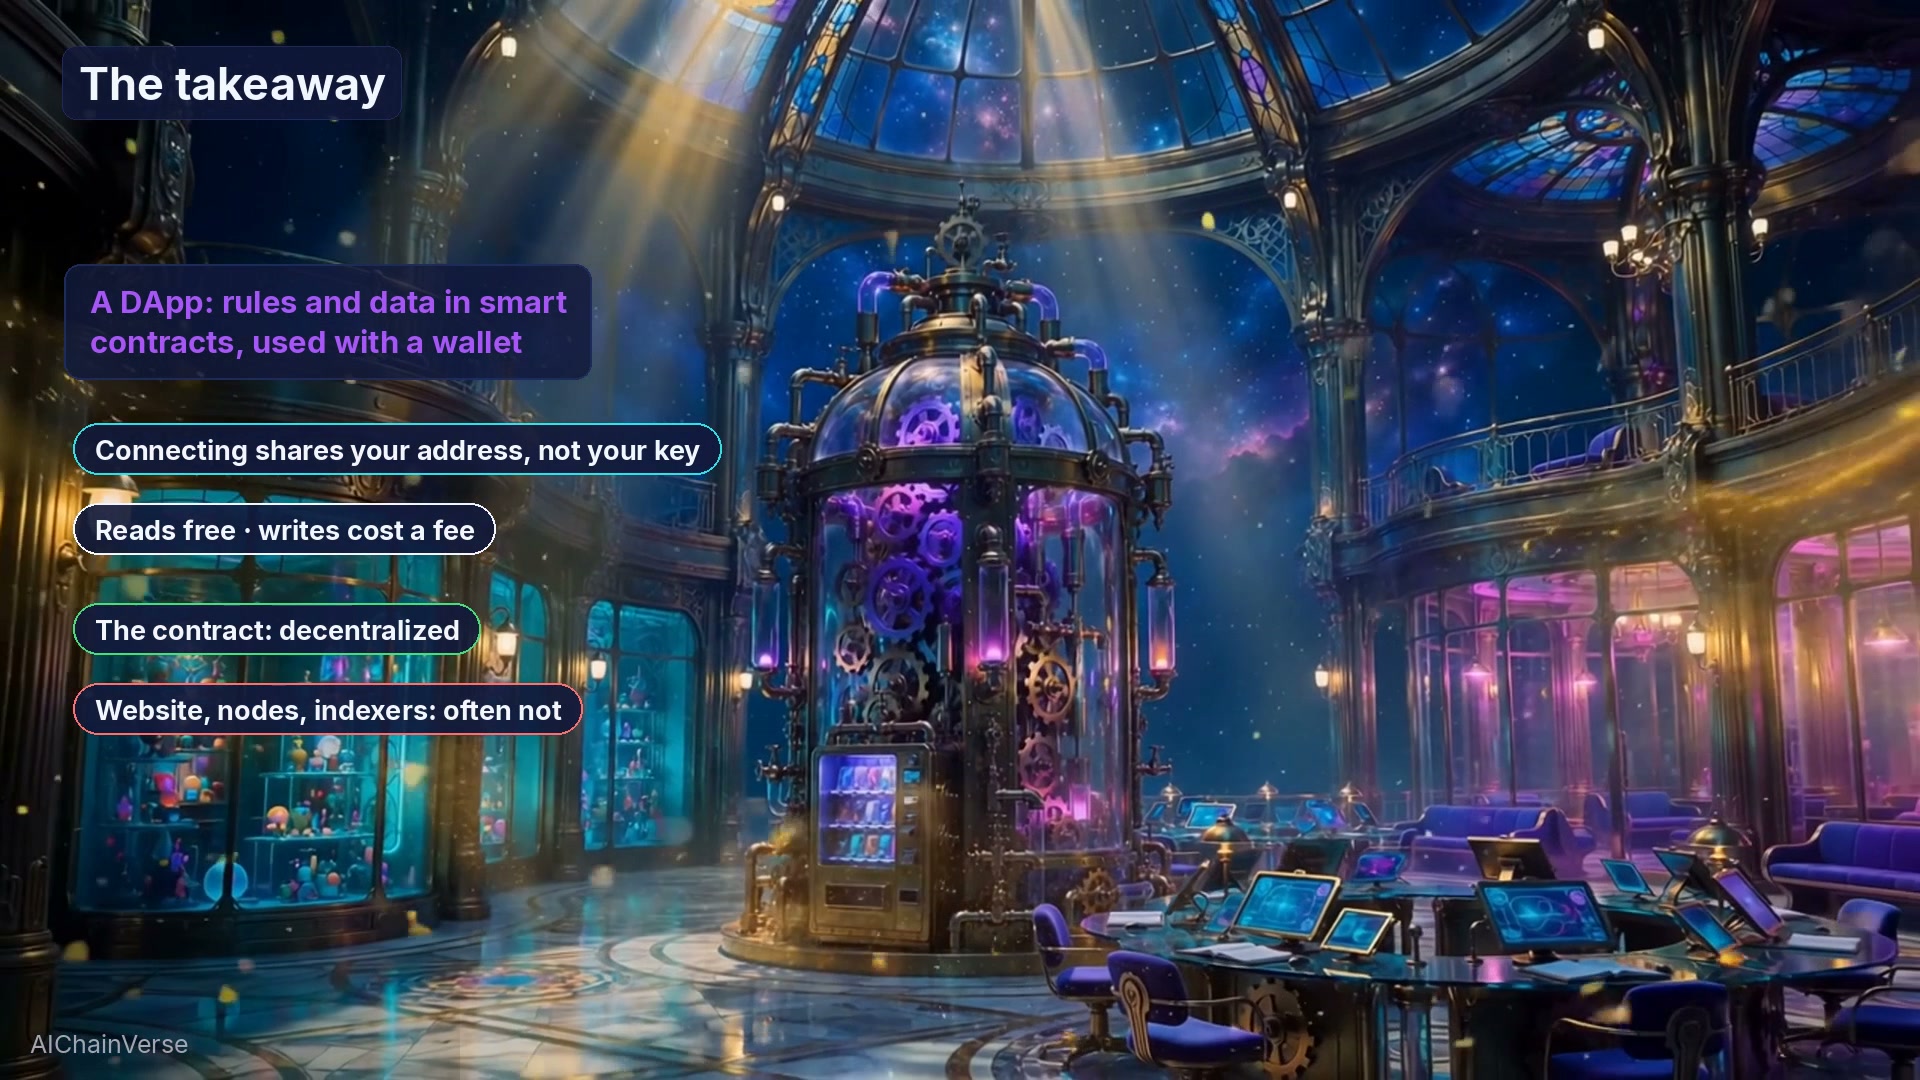 The takeaway
A DApp: rules and data in smart
contracts, used with a wallet
Connecting shares your address, not your key
Reads free · writes cost a fee
The contract: decentralized
Website, nodes, indexers: often not
AIChainVerse